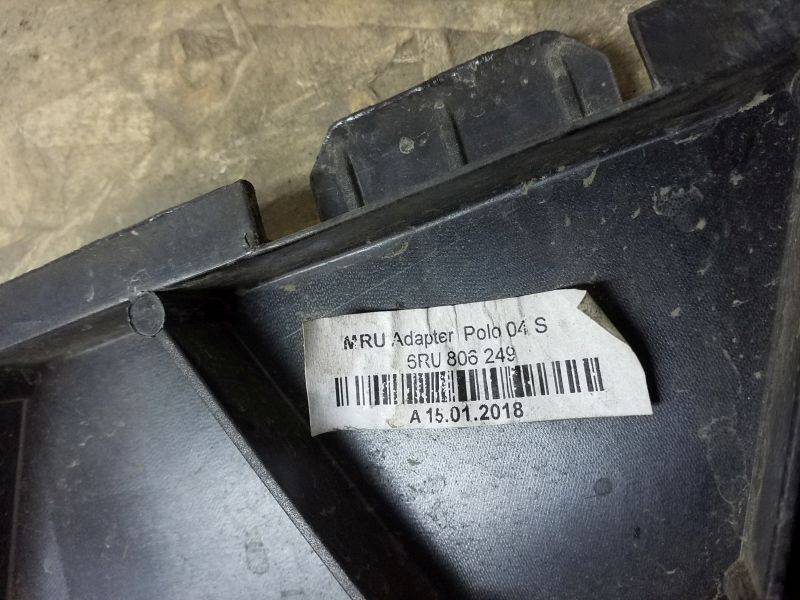 MRU Adapter Polo 04 S
6RU 806 249
A 15.01.2018